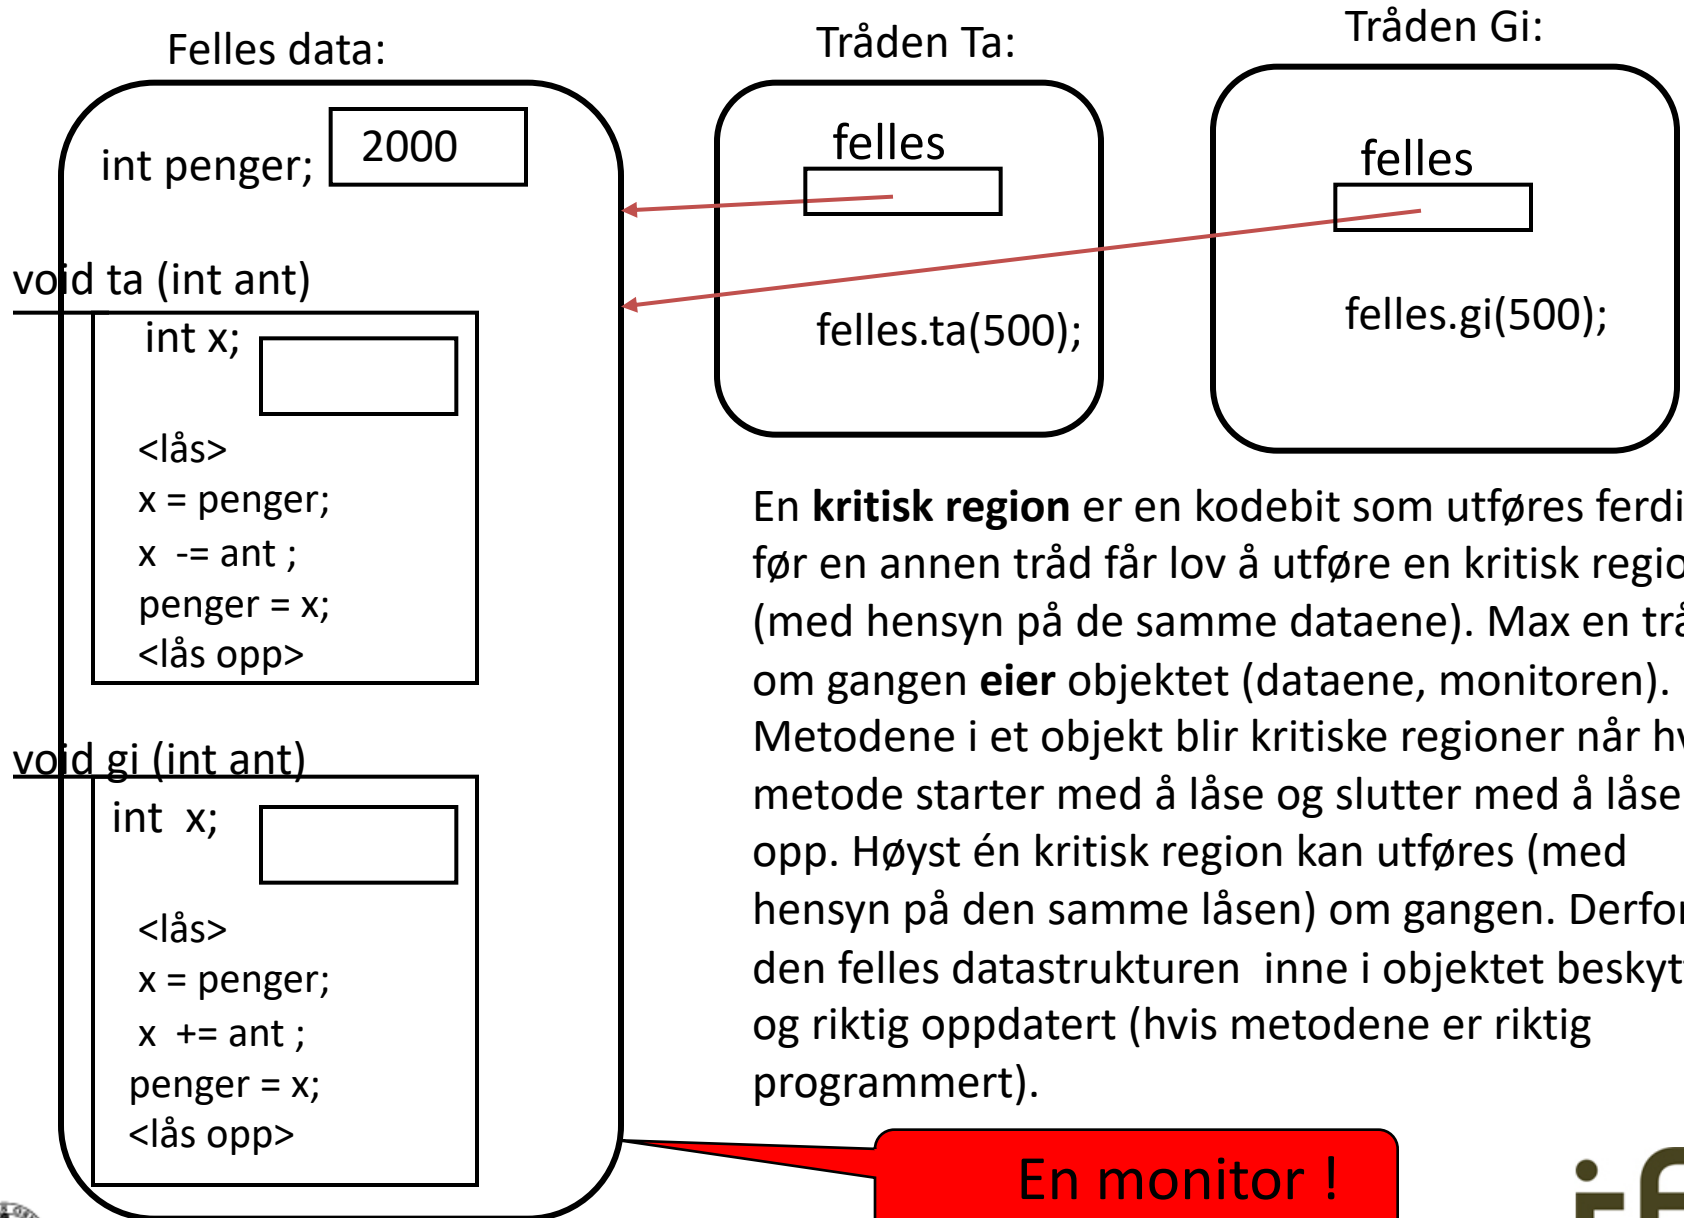 Felles data:
int penger;
2000
void ta (int ant)
int x;
<lås>
x = penger;
x -= ant ;
penger = x;
<lås opp>
void gi (int ant)
int x;
<lås>
x = penger;
x += ant ;
penger = x;
<lås opp>
Tråden Ta:
felles
felles.ta(500);
Tråden Gi:
felles
felles.gi(500);
En kritisk region er en kodebit som utføres ferdi
før en annen tråd får lov å utføre en kritisk regio
(med hensyn på de samme dataene). Max en trå
om gangen eier objektet (dataene, monitoren).
Metodene i et objekt blir kritiske regioner når hv
metode starter med å låse og slutter med å låse
opp. Høyst én kritisk region kan utføres (med
hensyn på den samme låsen) om gangen. Derfor
den felles datastrukturen inne i objektet beskytt
og riktig oppdatert (hvis metodene er riktig
programmert).
En monitor !